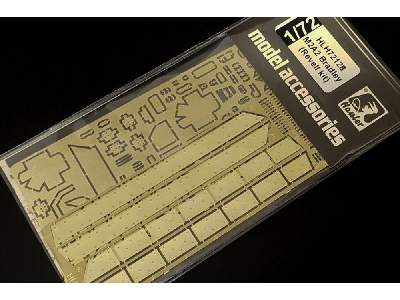 1/72
HLH72128
M2A2 Bradley
(Revell kit)
model accessories
Hauler